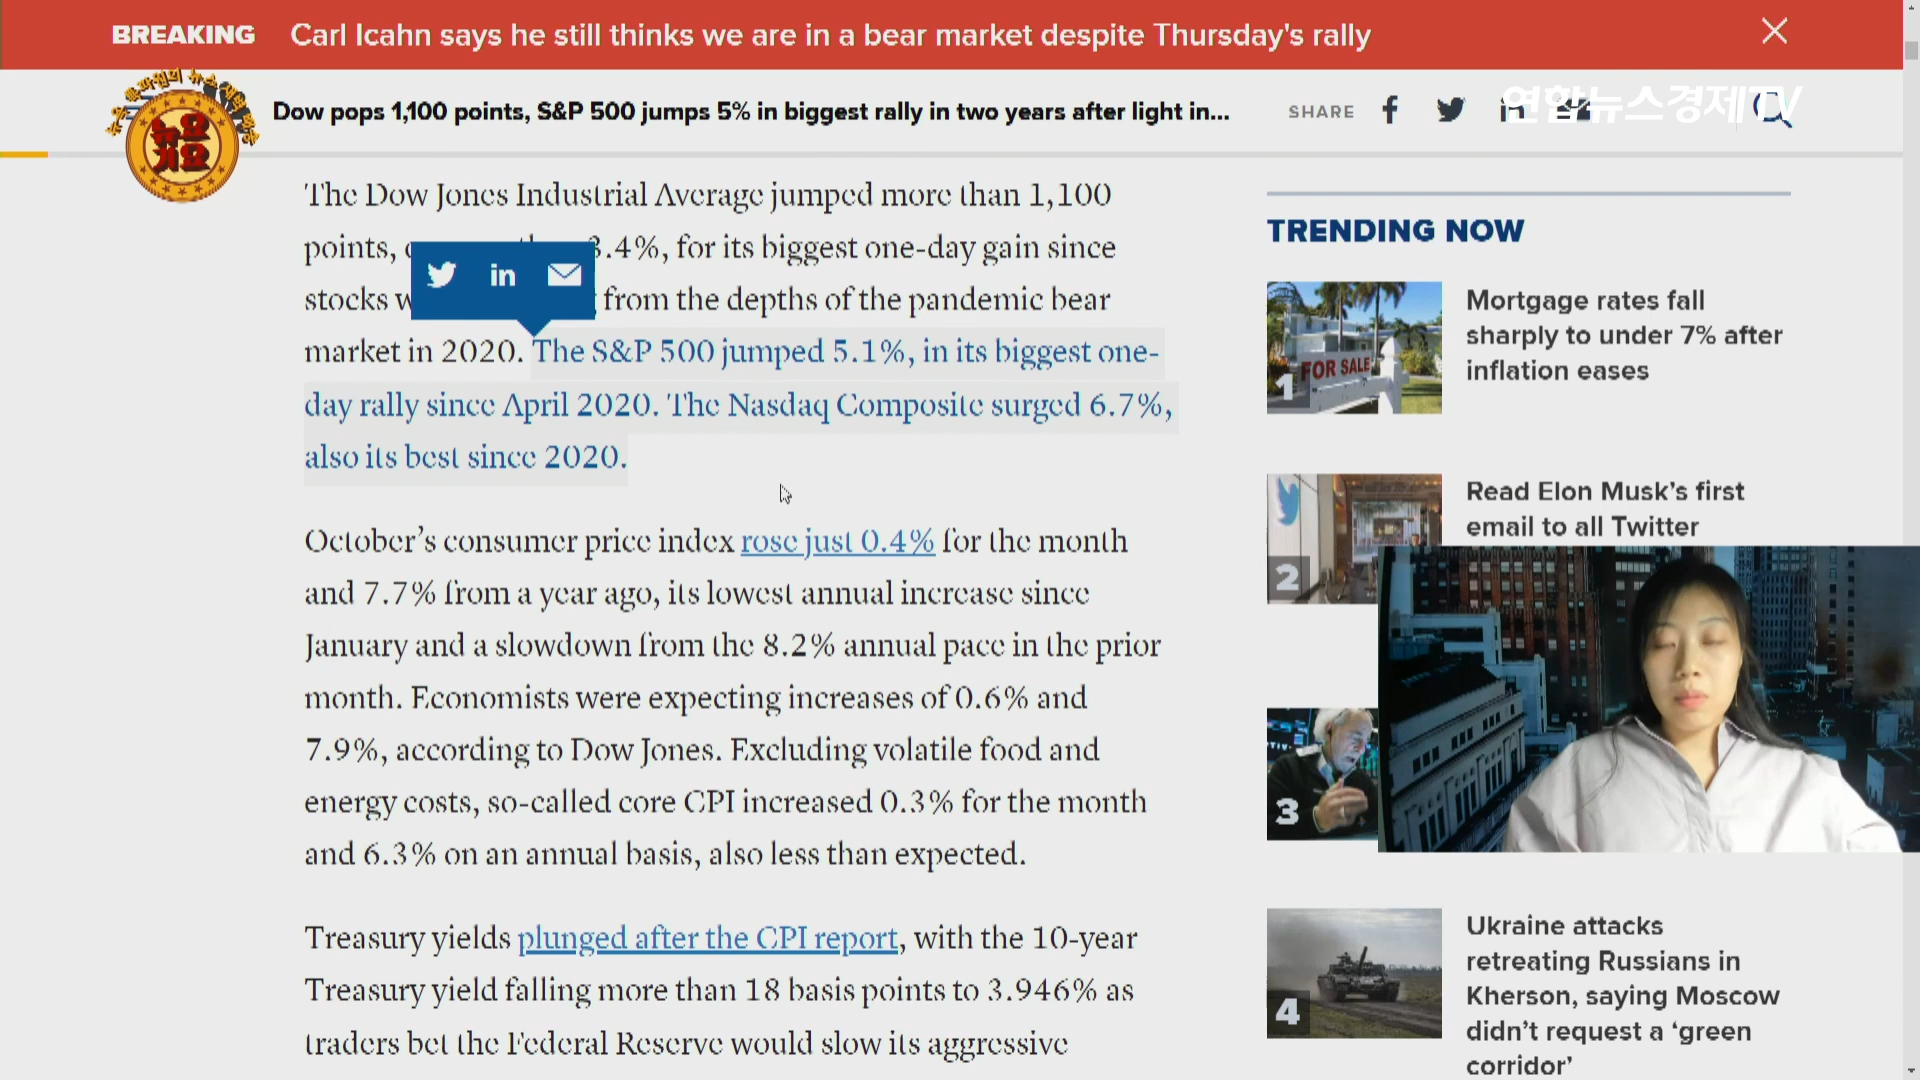 BREAKING Carl Icahn says he still thinks we are in a bear market despite Thursday's rally
Dow pops 1,100 points, S&P 500 jumps 5% in biggest rally in two years after light in...
SHARE
연합뉴스경제TV
뉴욕
The Dow Jones Industrial Average jumped more than 1,100
points, 3.4%, for its biggest one-day gain since
stocks from the depths of the pandemic bear
in
market in 2020. The S&P 500 jumped 5.1%, in its biggest one-
day rally since April 2020. The Nasdaq Composite surged 6.7%,
also its best since 2020.
October’s consumer price index rose just 0.4% for the month
and 7.7% from a year ago, its lowest annual increase since
January and a slowdown from the 8.2% annual pace in the prior
month. Economists were expecting increases of 0.6% and
7.9%, according to Dow Jones. Excluding volatile food and
energy costs, so-called core CPI increased 0.3% for the month
and 6.3% on an annual basis, also less than expected.
Treasury yields plunged after the CPI report, with the 10-year
Treasury yield falling more than 18 basis points to 3.946% as
traders bet the Federal Reserve would slow its aggressive
TRENDING NOW
FOR SALE
1
Mortgage rates fall
sharply to under 7% after
inflation eases
2
Read Elon Musk’s first
email to all Twitter
3
4
Ukraine attacks
retreating Russians in
Kherson, saying Moscow
didn’t request a ‘green
corridor’